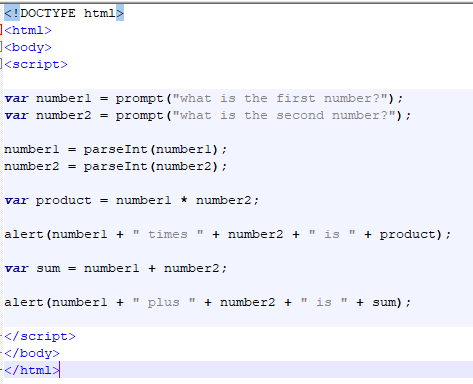 <!DOCTYPE html>
<html>
<body>
<script>
var number1 = prompt("what is the first number?");
var number2 = prompt("what is the second number?");
number1 = parseInt(number1);
number2 = parseInt(number2);
var product = number1 * number2;
alert(number1 + " times " + number2 + " is " + product);
var sum = number1 + number2;
alert(number1 + " plus " + number2 + " is " + sum);
</script>
</body>
</html>